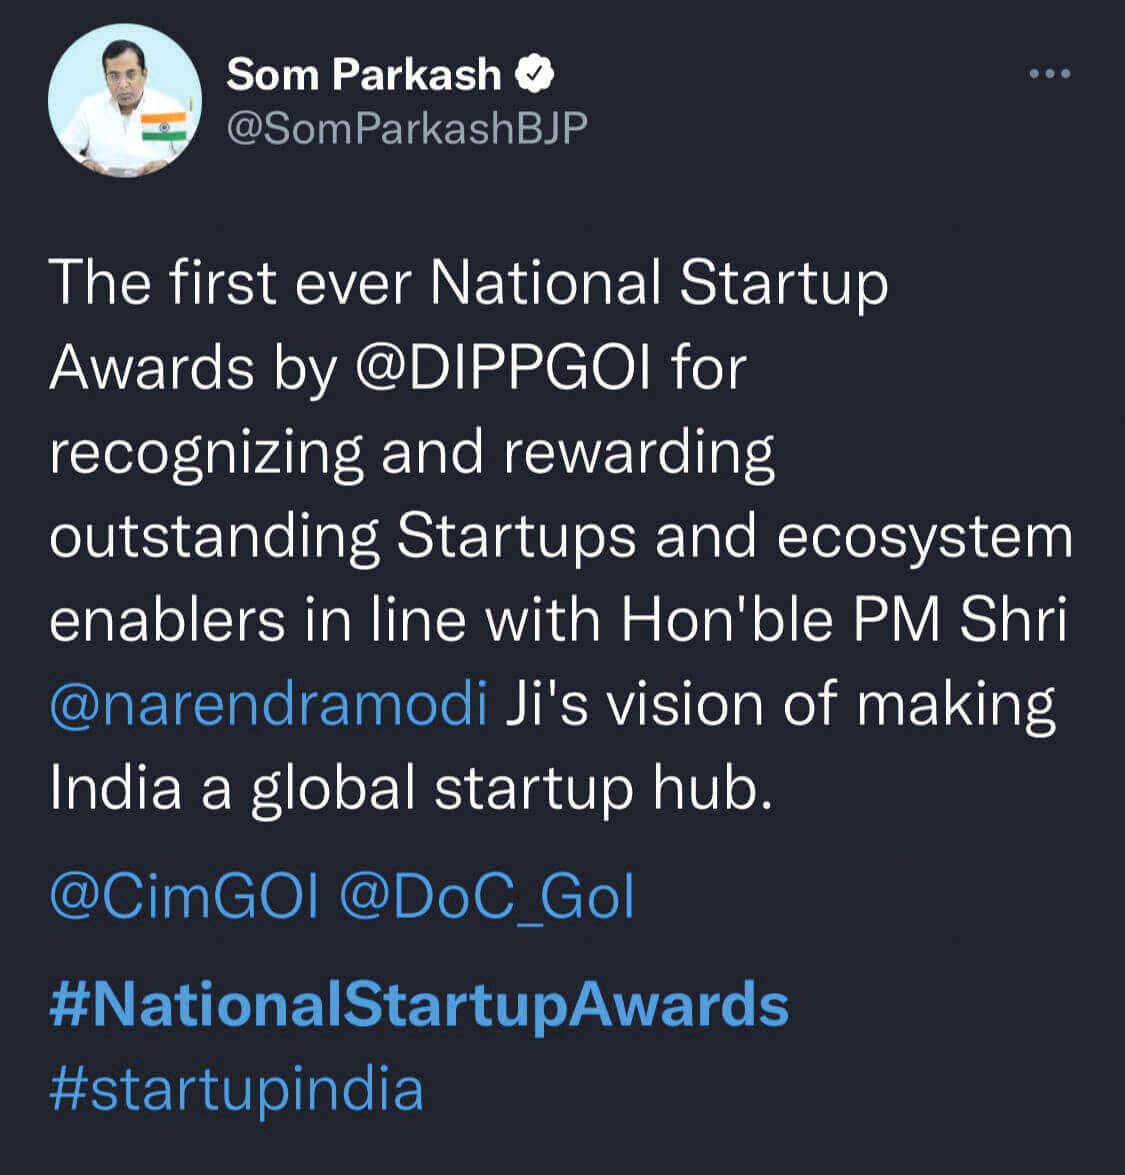 Som Parkash
@SomParkashBJP
The first ever National Startup
Awards by @DIPPGOI for
recognizing and rewarding
outstanding Startups and ecosystem
enablers in line with Hon'ble PM Shri
@narendramodi Ji's vision of making
India a global startup hub.
@CimGOI @DoC_GoI
#NationalStartupAwards
#startupindia